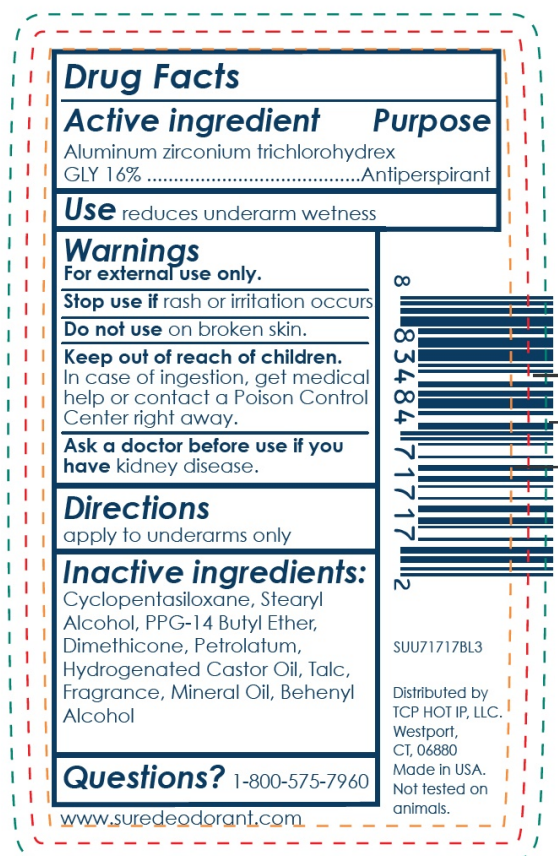 Drug Facts
Active ingredient Purpose
Aluminum zirconium trichlorohydrex
GLY 16% .......................................Antiperspirant
Use reduces underarm wetness
Warnings
For external use only.
Stop use if rash or irritation occurs
Do not use on broken skin.
Keep out of reach of children.
In case of ingestion, get medical
help or contact a Poison Control
Center right away.
Ask a doctor before use if you
have kidney disease.
Directions
apply to underarms only
Inactive ingredients:
Cyclopentasiloxane, Stearyl
Alcohol, PPG-14 Butyl Ether,
Dimethicone, Petrolatum,
Hydrogenated Castor Oil, Talc,
Fragrance, Mineral Oil, Behenyl
Alcohol
Questions? 1-800-575-7960
www.suredeodorant.com
8 83484 71717 2
SUU71717BL3
Distributed by
TCP HOT IP, LLC.
Westport,
CT, 06880
Made in USA.
Not tested on
animals.